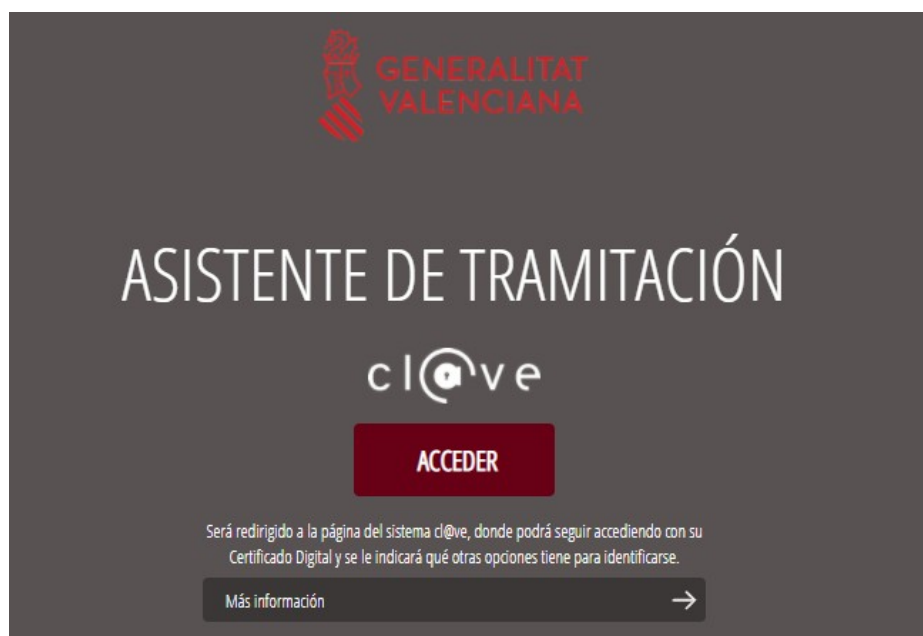 GENERALITAT
VALENCIANA
ASISTENTE DE TRAMITACIÓN
cl@ve
ACCEDER
Será redirigido a la página del sistema cl@ve, donde podrá seguir accediendo con su
Certificado Digital y se le indicará qué otras opciones tiene para identificarse.
Más información